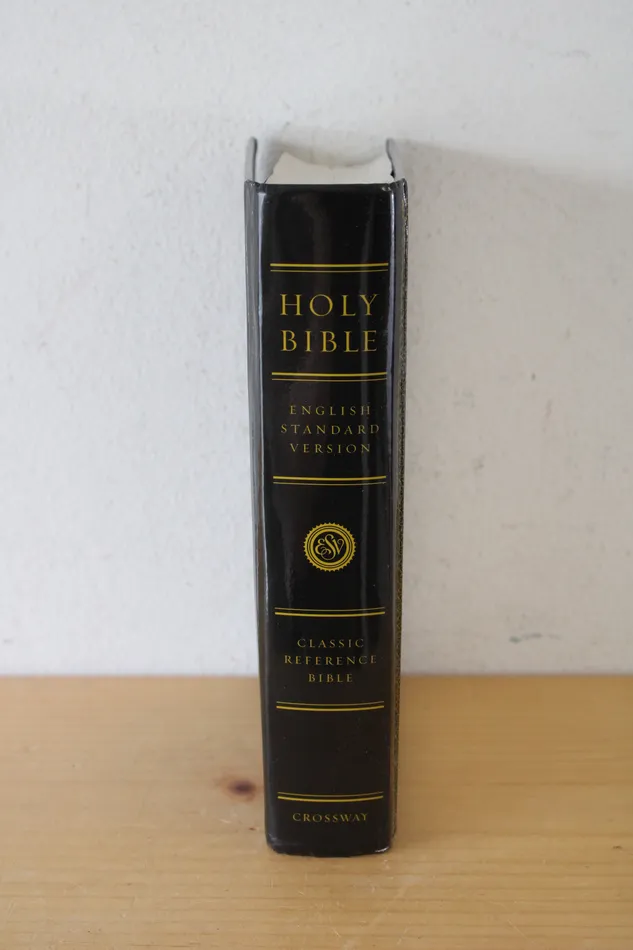 HOLY
BIBLE
ENGLISH
STANDARD
VERSION
ESV
CLASSIC
REFERENCE
BIBLE
CROSSWAY